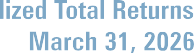 lized Total Returns
March 31, 2026